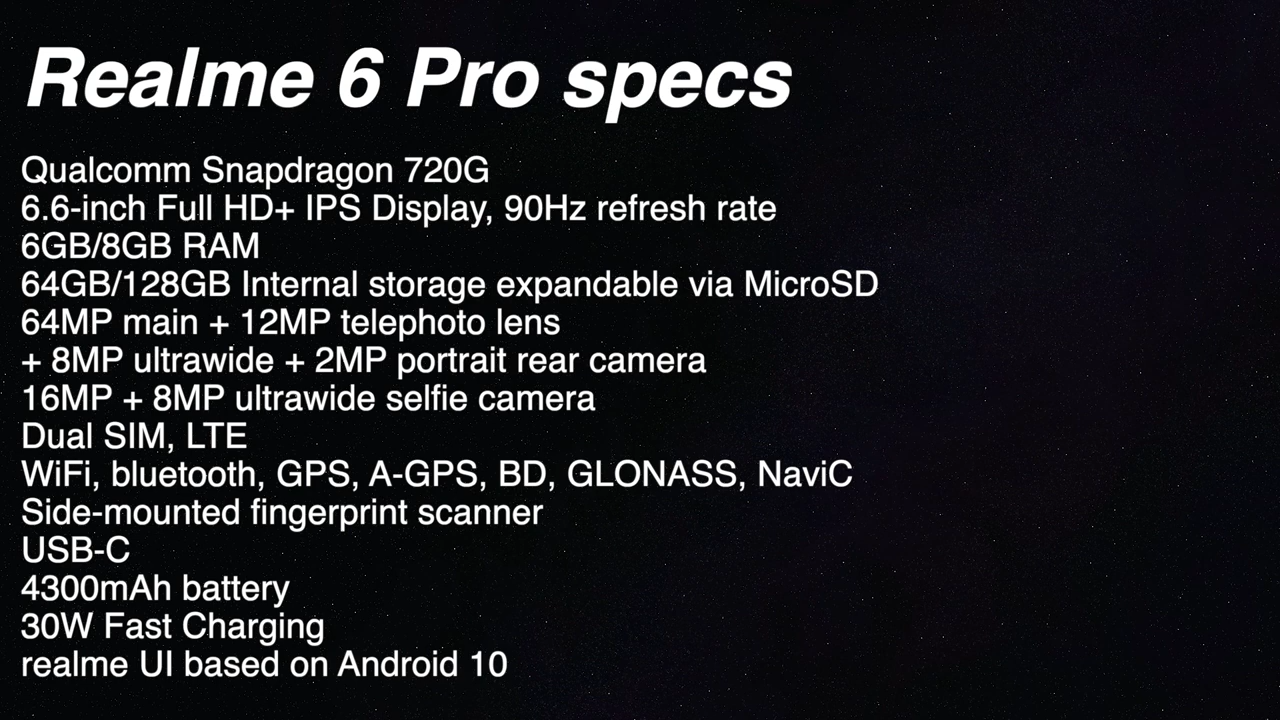 Realme 6 Pro specs
Qualcomm Snapdragon 720G
6.6-inch Full HD+ IPS Display, 90Hz refresh rate
6GB/8GB RAM
64GB/128GB Internal storage expandable via MicroSD
64MP main + 12MP telephoto lens
+ 8MP ultrawide + 2MP portrait rear camera
16MP + 8MP ultrawide selfie camera
Dual SIM, LTE
WiFi, bluetooth, GPS, A-GPS, BD, GLONASS, NaviC
Side-mounted fingerprint scanner
USB-C
4300mAh battery
30W Fast Charging
realme UI based on Android 10